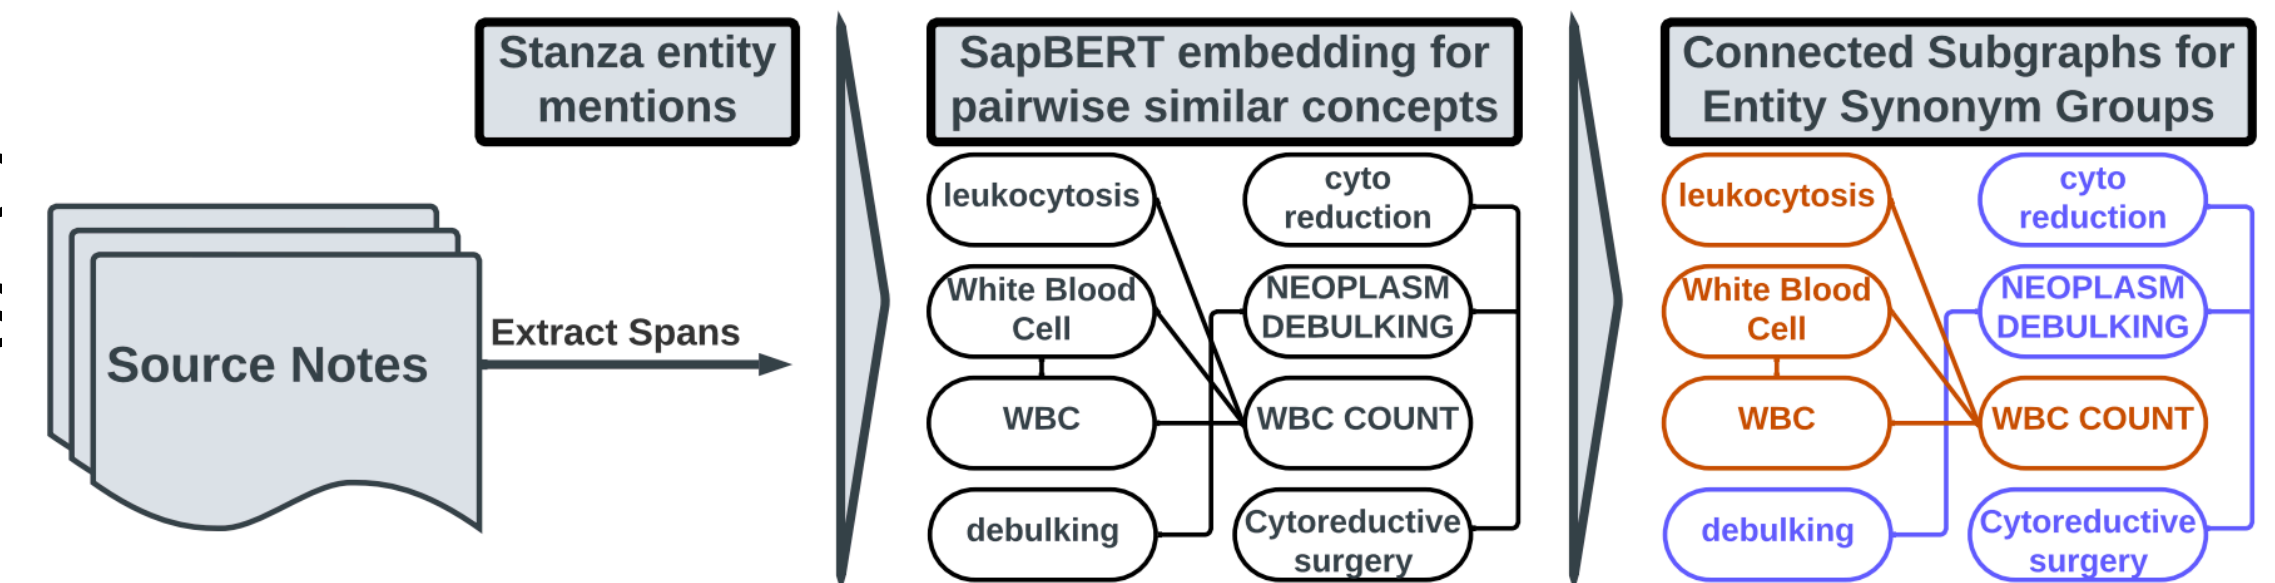 Stanza entity
mentions
Source Notes
Extract Spans
SapBERT embedding for
pairwise similar concepts
leukocytosis
cyto
reduction
White Blood
Cell
NEOPLASM
DEBULKING
WBC
WBC COUNT
debulking
Cytoreductive
surgery
Connected Subgraphs for
Entity Synonym Groups
leukocytosis
cyto
reduction
White Blood
Cell
NEOPLASM
DEBULKING
WBC
WBC COUNT
debulking
Cytoreductive
surgery